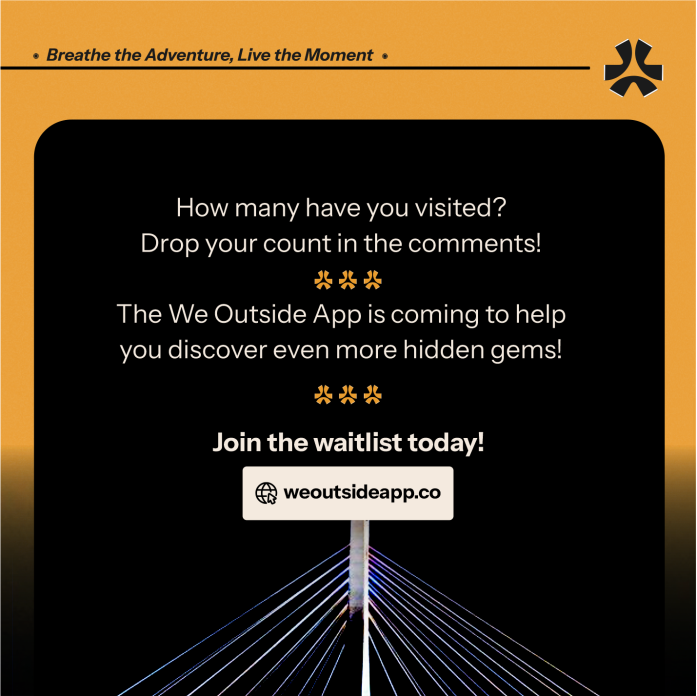 Breathe the Adventure, Live the Moment
How many have you visited?
Drop your count in the comments!
The We Outside App is coming to help
you discover even more hidden gems!
Join the waitlist today!
weoutsideapp.co